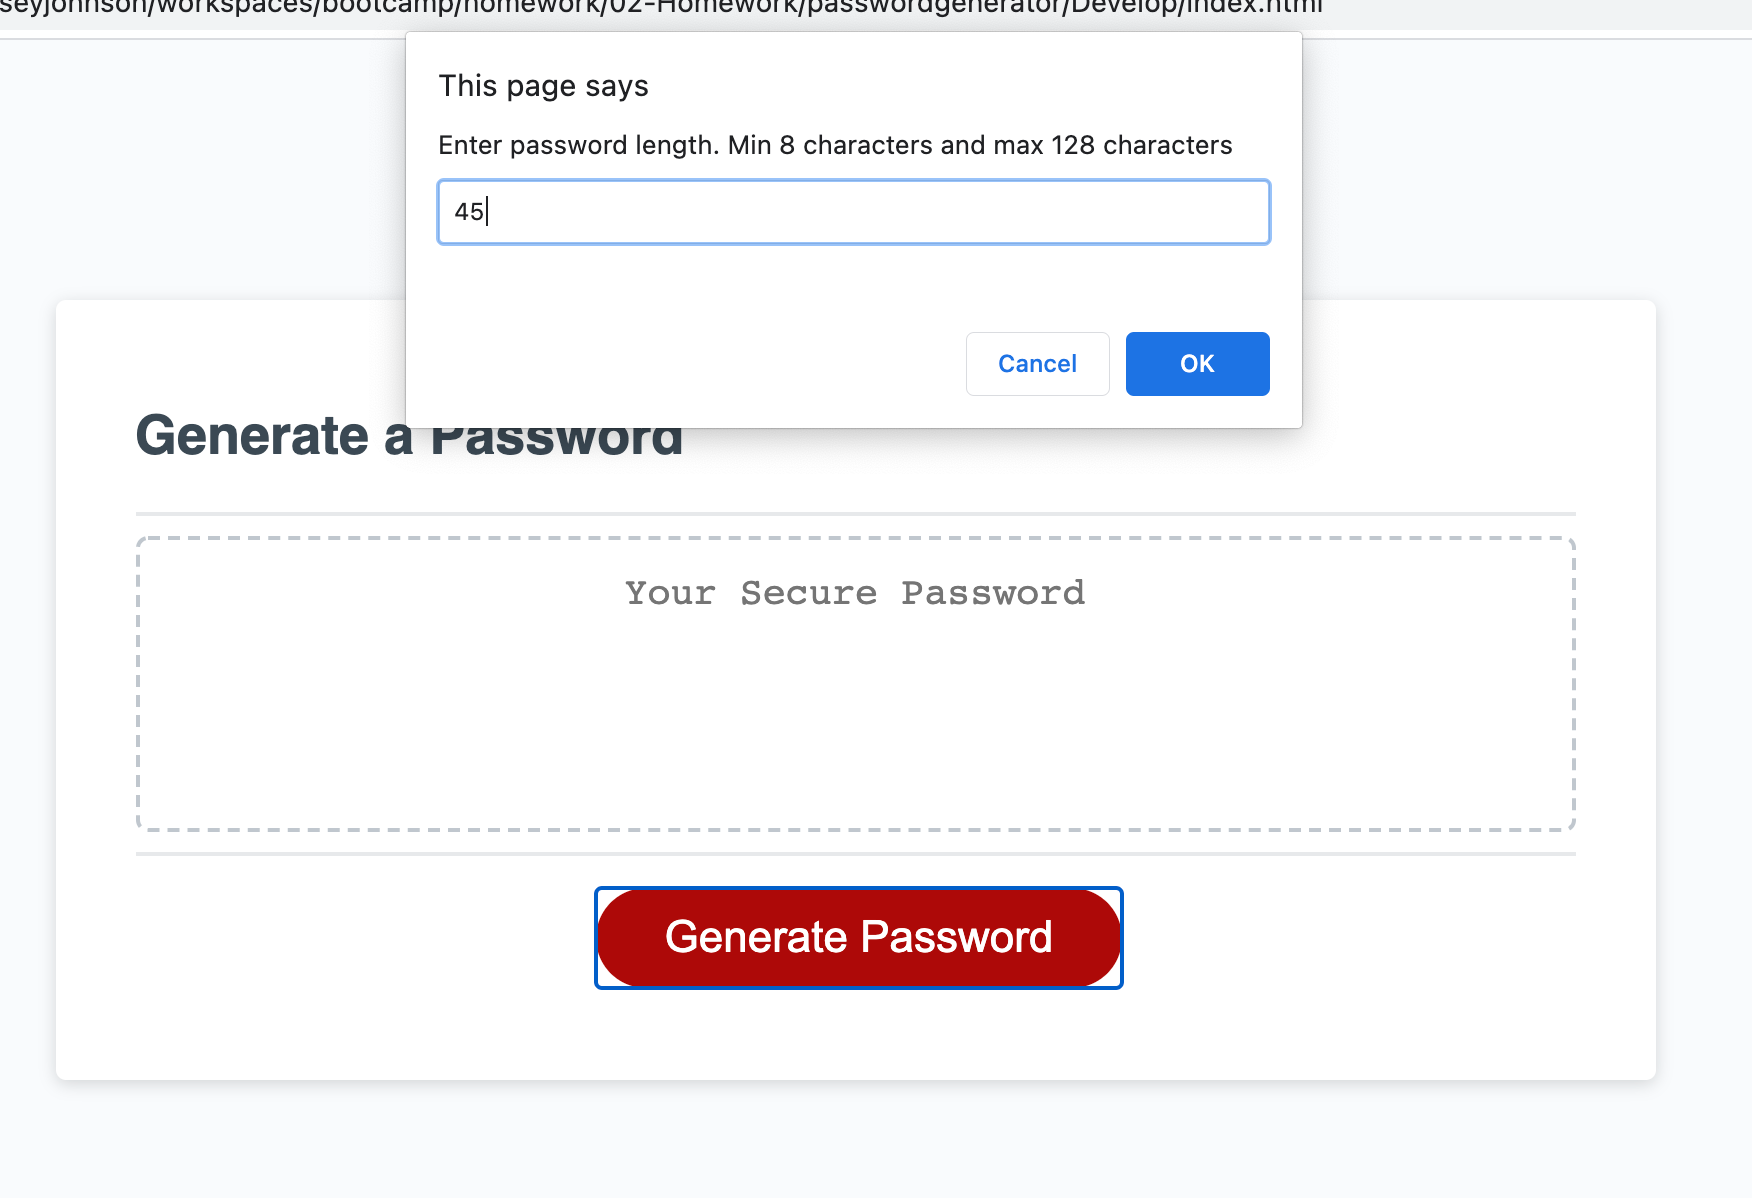 seyjohnson/workspaces/bootcamp/homework/02-Homework/passwordgenerator/Develop/index.html
This page says
Enter password length. Min 8 characters and max 128 characters
45
Cancel
OK
Generate a Password
Your Secure Password
Generate Password